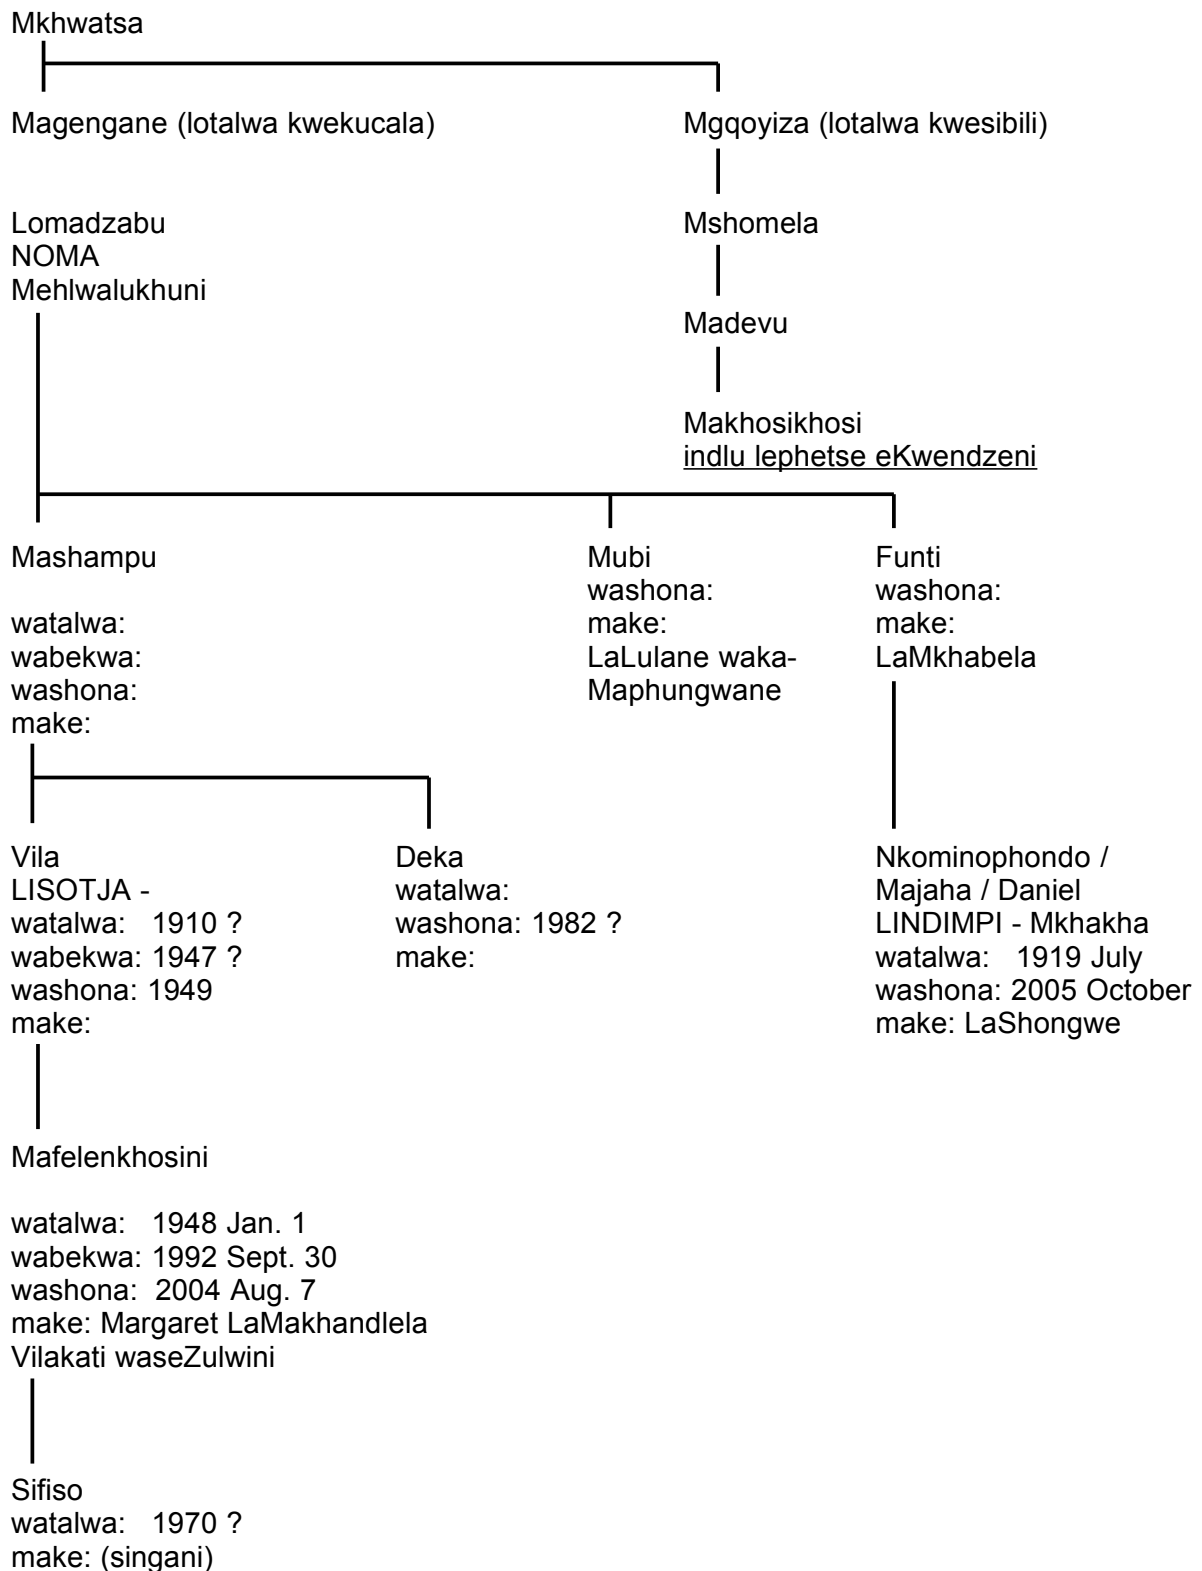 Mkhwatsa
Magengane (lotalwa kwekucala)
Mgqoyiza (lotalwa kwesibili)
Lomadzabu
NOMA
Mehlwalukhuni
Mshomela
Madevu
Makhosikhosi
indlu lephetse eKwendzeni
Mashampu
watalwa:
wabekwa:
washona:
make:
Mubi
washona:
make:
LaLulane waka-
Maphungwane
Funti
washona:
make:
LaMkhabela
Vila
LISOTJA -
watalwa: 1910 ?
wabekwa: 1947 ?
washona: 1949
make:
Deka
watalwa:
washona: 1982 ?
make:
Nkominophondo /
Majaha / Daniel
LINDIMPI - Mkhakha
watalwa: 1919 July
washona: 2005 October
make: LaShongwe
Mafelenkhosini
watalwa: 1948 Jan. 1
wabekwa: 1992 Sept. 30
washona: 2004 Aug. 7
make: Margaret LaMakhandlela
Vilakati waseZulwini
Sifiso
watalwa: 1970 ?
make: (singani)